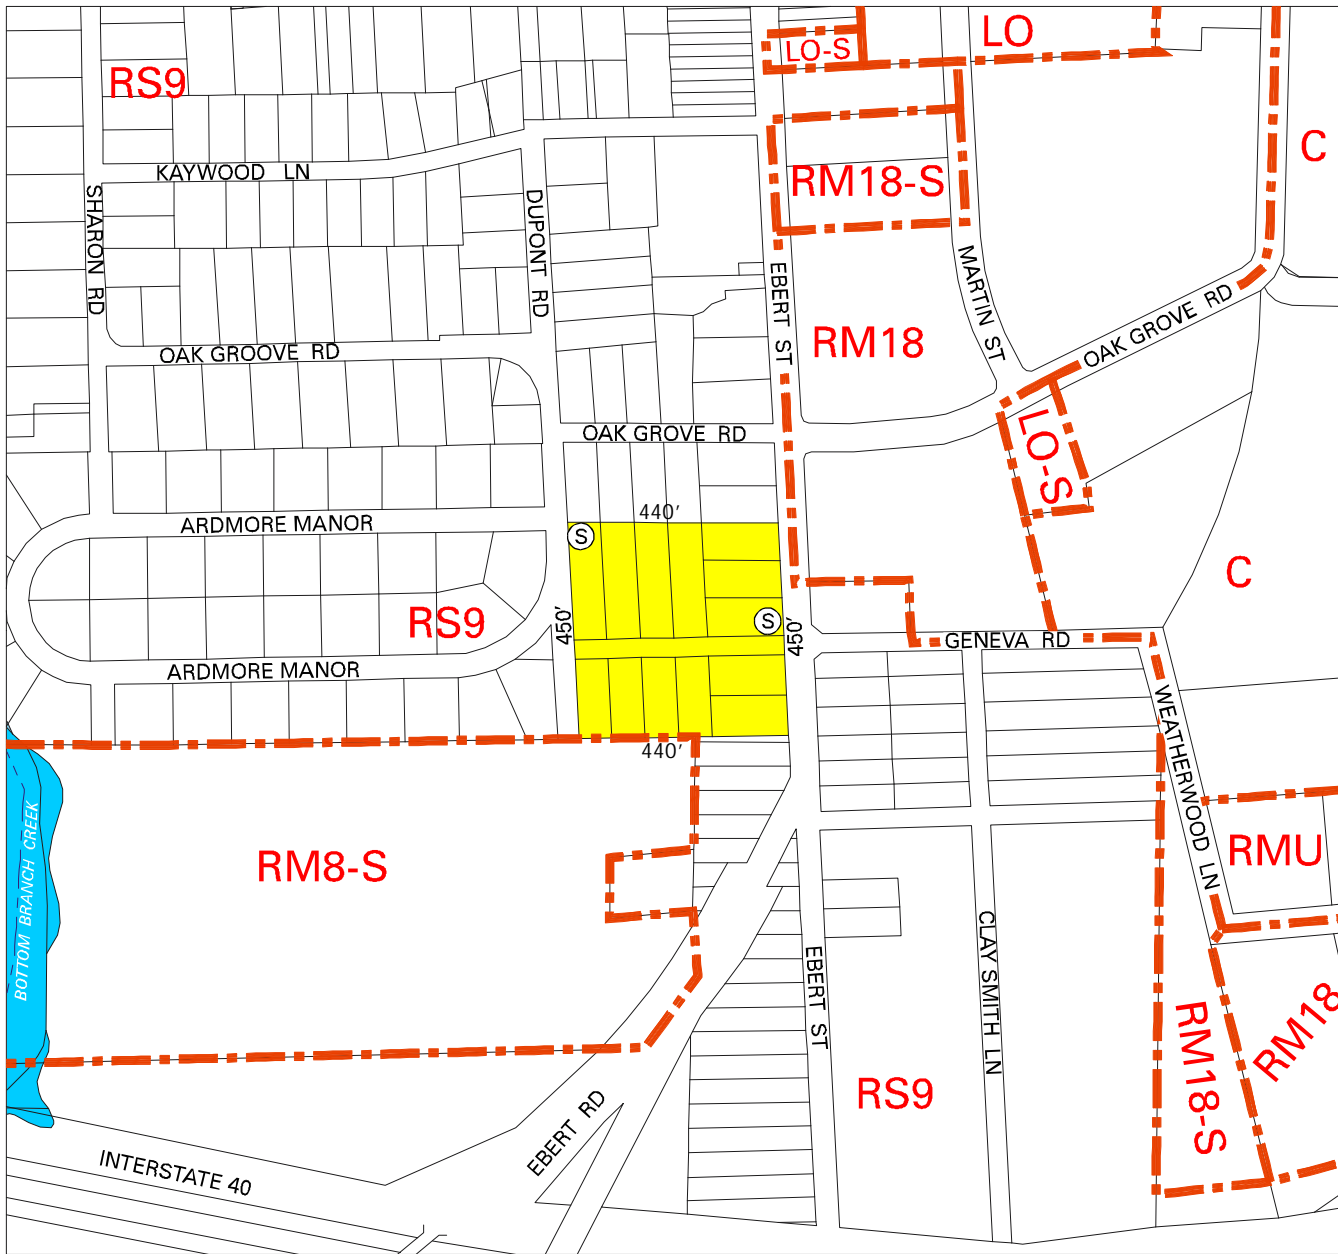 LO
LO-S
RS9
C
KAYWOOD LN
RM18-S
SHARON RD
DUPONT RD
EBERT ST
MARTIN ST
OAK GROVE RD
RM18
OAK GROOVE RD
OAK GROVE RD
LO-S
440'
ARDMORE MANOR
S
C
RS9
450'
S
450'
GENEVA RD
ARDMORE MANOR
WEATHERWOOD LN
440'
BOTTOM BRANCH CREEK
RM8-S
RMU
EBERT ST
CLAY SMITH LN
RM18-S
RM18
RS9
EBERT RD
INTERSTATE 40